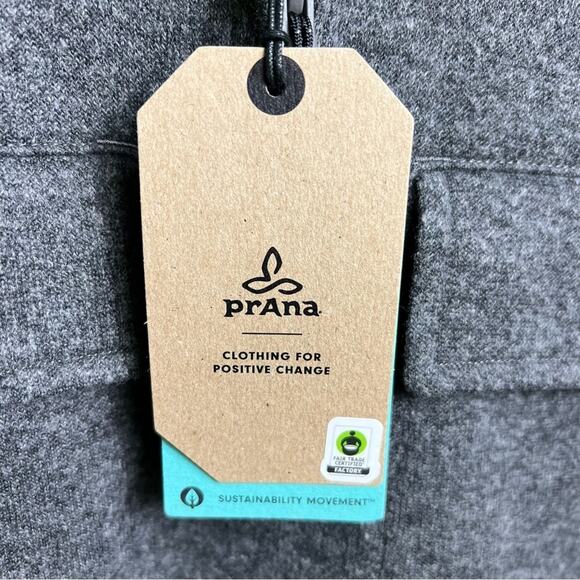 prAna
CLOTHING FOR
POSITIVE CHANGE
FAIR TRADE
CERTIFIED
FACTORY
SUSTAINABILITY MOVEMENT™